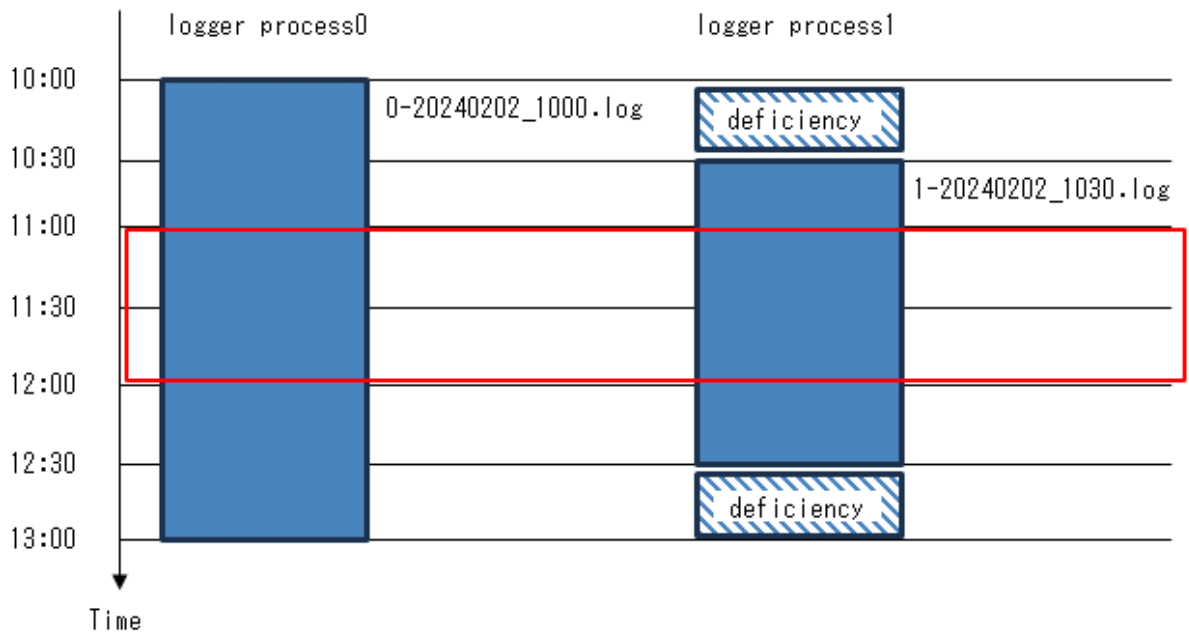 logger process0
logger process1
10:00
0-20240202_1000.log
deficiency
10:30
1-20240202_1030.log
11:00
11:30
12:00
12:30
deficiency
13:00
Time